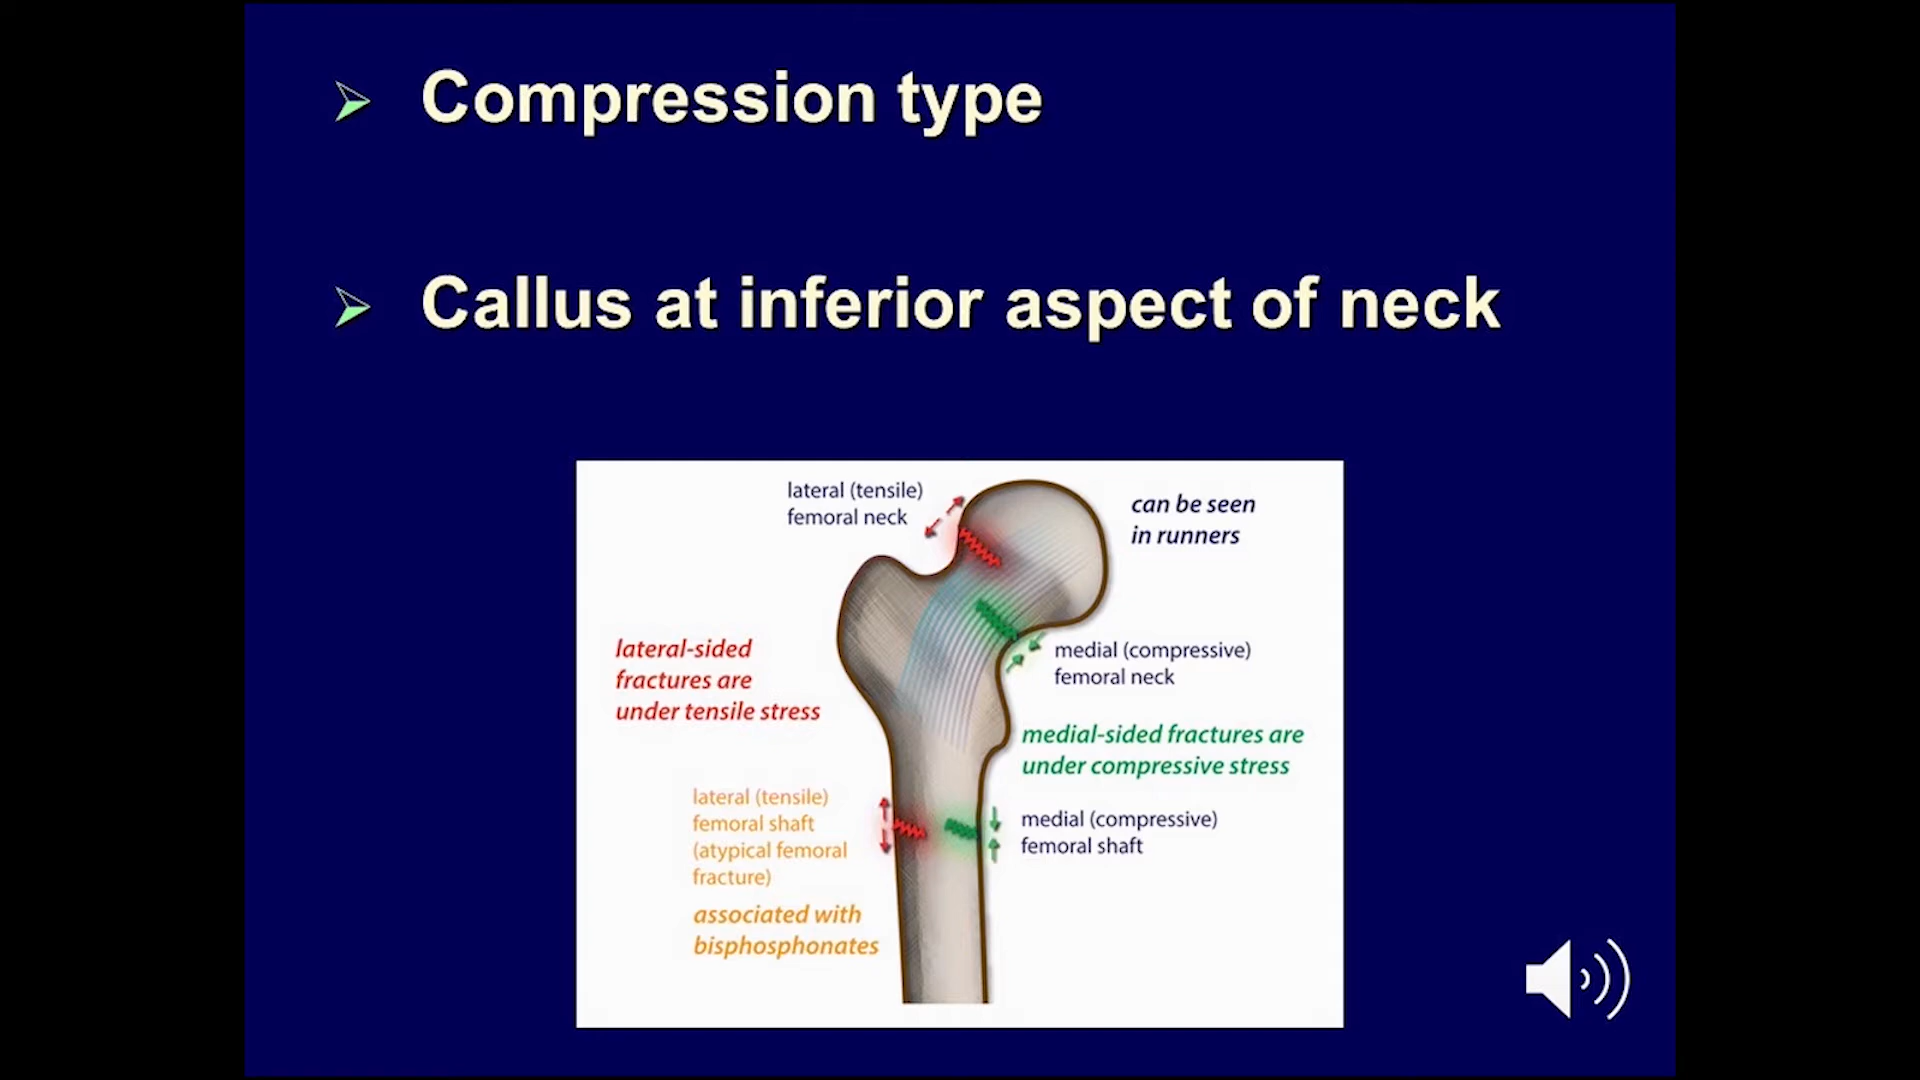 Compression type
Callus at inferior aspect of neck
lateral (tensile)
femoral neck
can be seen
in runners
lateral-sided
fractures are
under tensile stress
medial (compressive)
femoral neck
medial-sided fractures are
under compressive stress
lateral (tensile)
femoral shaft
(atypical femoral
fracture)
associated with
bisphosphonates
medial (compressive)
femoral shaft